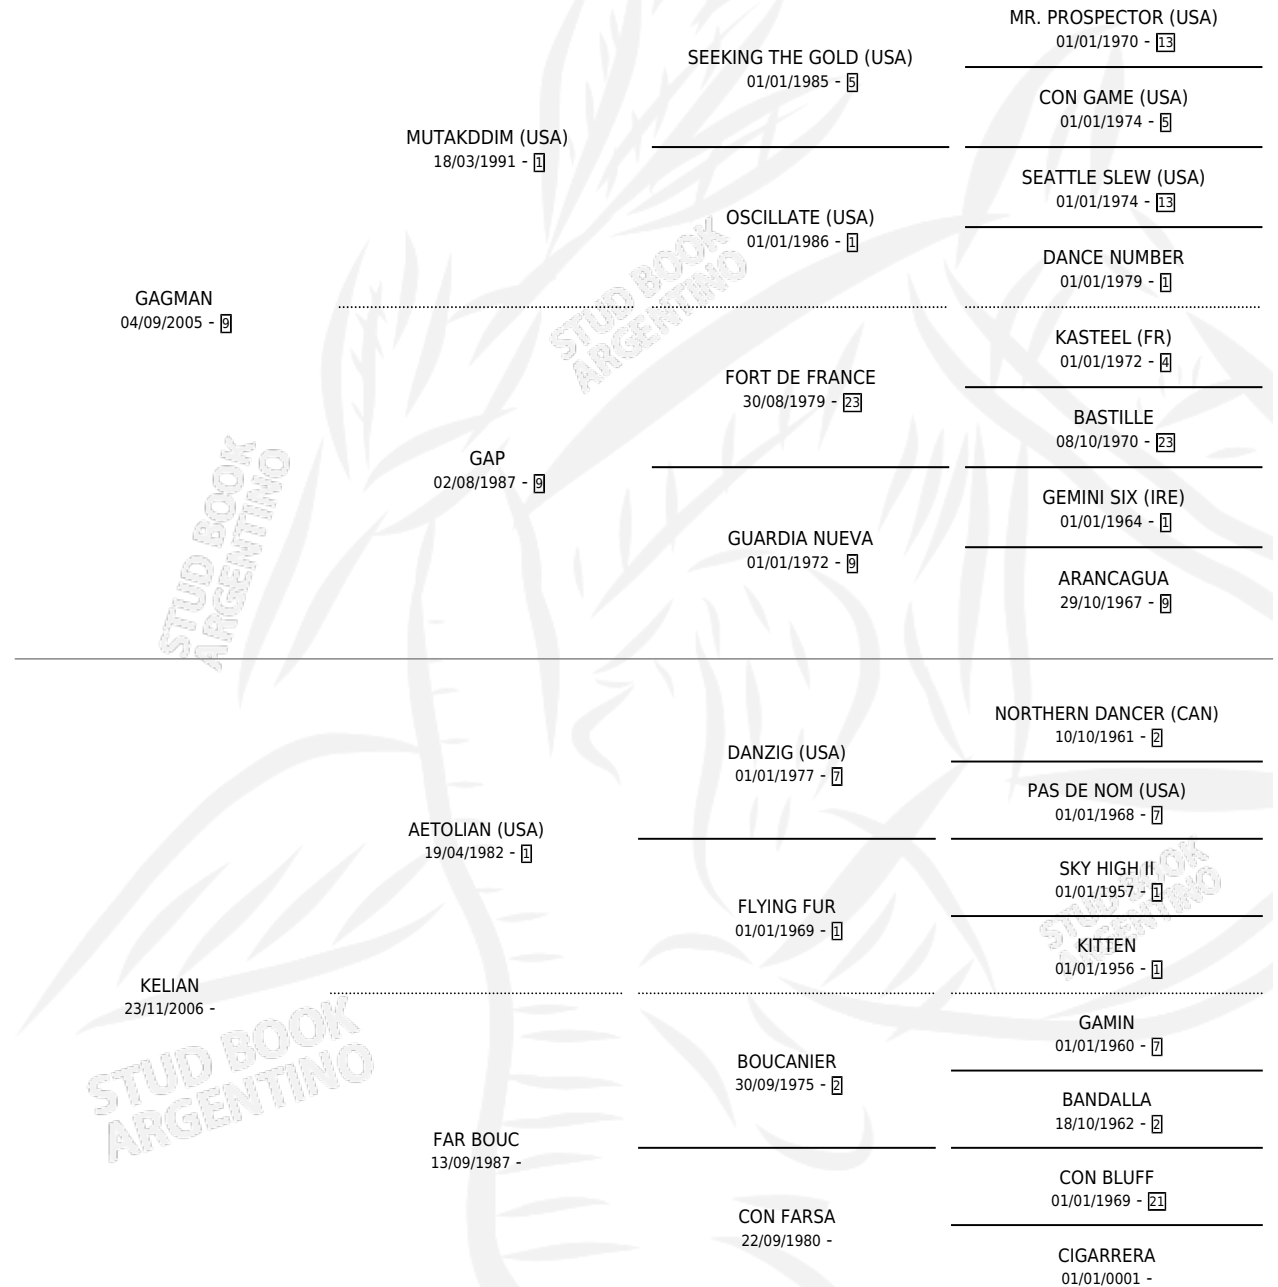 MR. PROSPECTOR (USA)
01/01/1970 - 13
SEEKING THE GOLD (USA)
01/01/1985 - 5
CON GAME (USA)
01/01/1974 - 5
MUTAKDDIM (USA)
18/03/1991 - 1
SEATTLE SLEW (USA)
01/01/1974 - 13
OSCILLATE (USA)
01/01/1986 - 1
DANCE NUMBER
01/01/1979 - 1
GAGMAN
04/09/2005 - 9
STUD BOOK
ARGENTINO
KASTEEL (FR)
01/01/1972 - 4
FORT DE FRANCE
30/08/1979 - 23
BASTILLE
08/10/1970 - 23
GAP
02/08/1987 - 9
GEMINI SIX (IRE)
01/01/1964 - 1
GUARDIA NUEVA
01/01/1972 - 9
ARANCAGUA
29/10/1967 - 9
STUD BOOK
ARGENTINO
NORTHERN DANCER (CAN)
10/10/1961 - 2
DANZIG (USA)
01/01/1977 - 7
PAS DE NOM (USA)
01/01/1968 - 7
AETOLIAN (USA)
19/04/1982 - 1
SKY HIGH II
01/01/1957 - 1
FLYING FUR
01/01/1969 - 1
KITTEN
01/01/1956 - 1
STUD BOOK
ARGENTINO
KELIAN
23/11/2006 -
GAMIN
01/01/1960 - 7
BOUCANIER
30/09/1975 - 2
BANDALLA
18/10/1962 - 2
STUD BOOK
ARGENTINO
FAR BOUC
13/09/1987 -
CON BLUFF
01/01/1969 - 21
CON FARSA
22/09/1980 -
CIGARRERA
01/01/0001 -